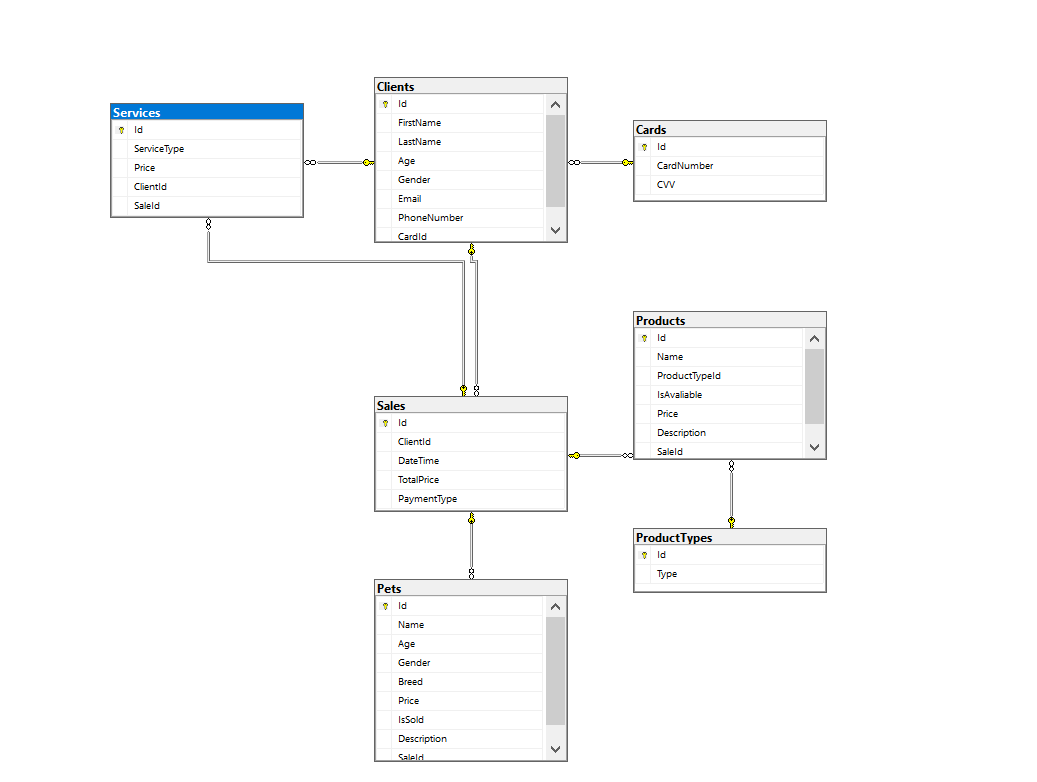 Services
Id
ServiceType
Price
ClientId
SaleId
Clients
Id
FirstName
LastName
Age
Gender
Email
PhoneNumber
CardId
Cards
Id
CardNumber
CVV
Sales
Id
ClientId
DateTime
TotalPrice
PaymentType
Products
Id
Name
ProductTypeId
IsAvaliable
Price
Description
SaleId
ProductTypes
Id
Type
Pets
Id
Name
Age
Gender
Breed
Price
IsSold
Description
SaleId